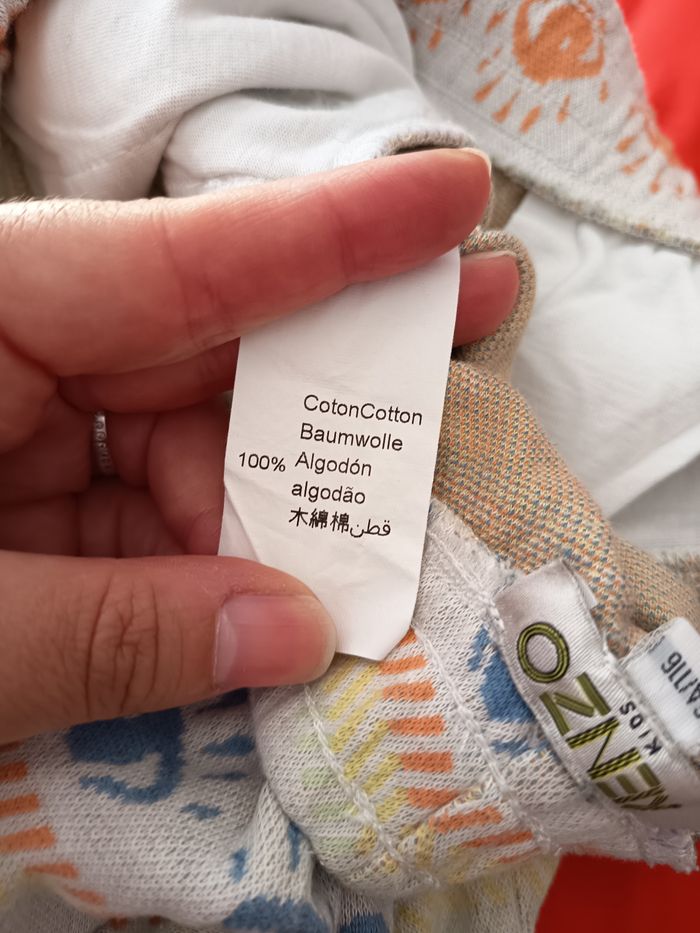 CotonCotton
Baumwolle
100% Algodón
algodão
木綿棉قطن
KENZO
KIDS